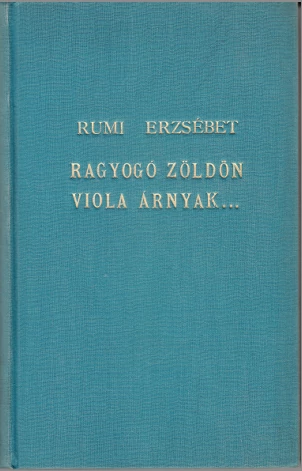 RUMI ERZSÉBET
RAGYOGÓ ZÖLDÖN
VIOLA ÁRNYAK...